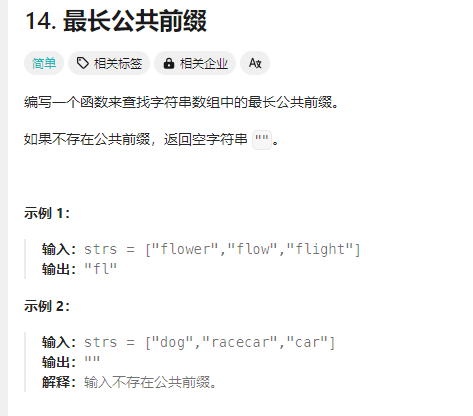 14. 最长公共前缀
简单 相关标签 相关企业 Aあ
编写一个函数来查找字符串数组中的最长公共前缀。
如果不存在公共前缀，返回空字符串 ""。
示例 1：
输入：strs = ["flower","flow","flight"]
输出："fl"
示例 2：
输入：strs = ["dog","racecar","car"]
输出：""
解释：输入不存在公共前缀。